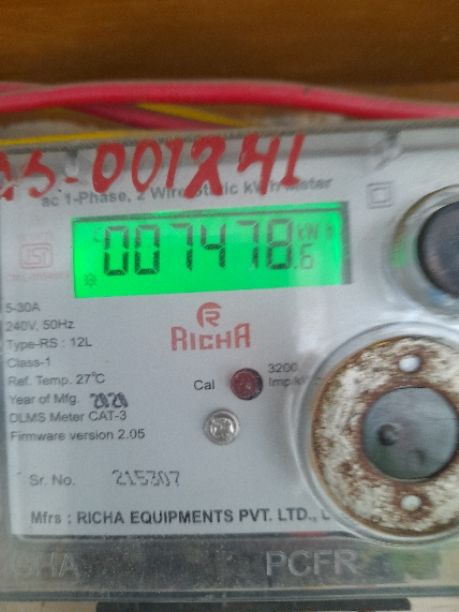 ac 1-Phase, 2 Wire Static kWh Meter
007478.6 kWh
5-30A
240V, 50Hz
Type-RS : 12L
Class-1
Ref. Temp. 27°C
Year of Mfg. 2020
DLMS Meter CAT-3
Firmware version 2.05
RICHA
Cal
3200
Sr. No. 215307
Mfrs : RICHA EQUIPMENTS PVT. LTD.,
PCFR